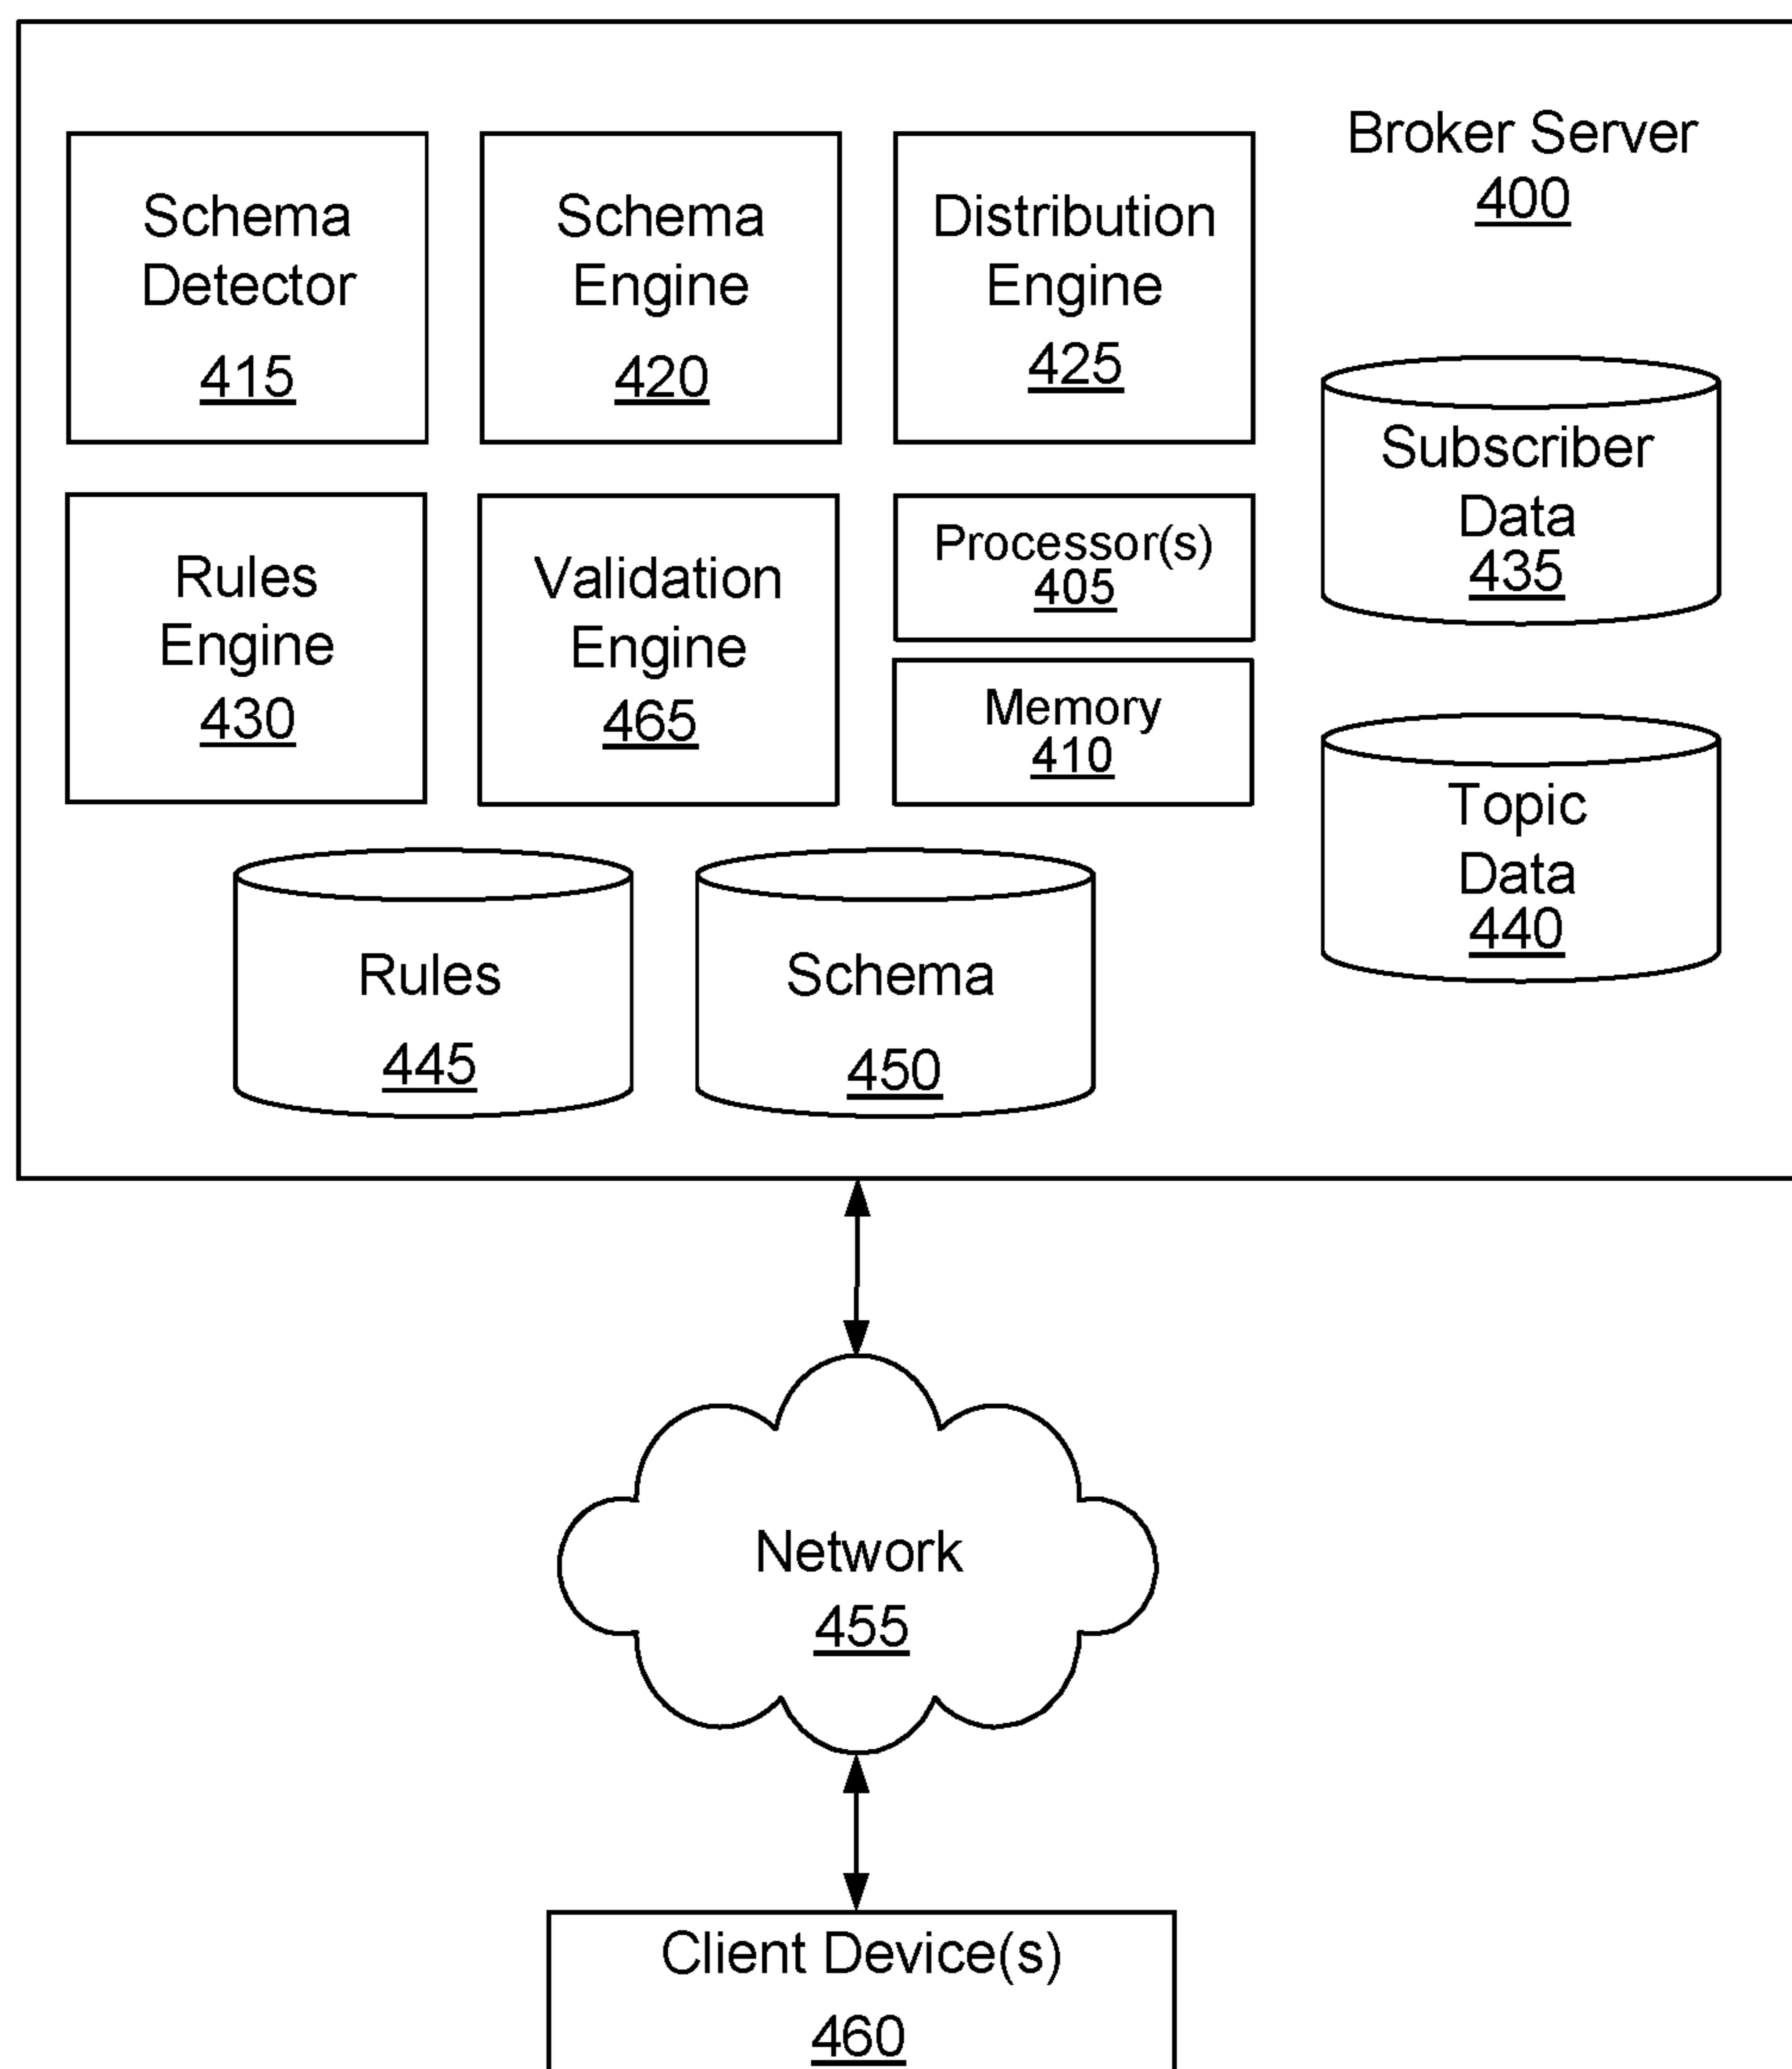 Broker Server
400
Schema
Detector
415
Schema
Engine
420
Distribution
Engine
425
Subscriber
Data
435
Rules
Engine
430
Validation
Engine
465
Processor(s)
405
Memory
410
Topic
Data
440
Rules
445
Schema
450
Network
455
Client Device(s)
460